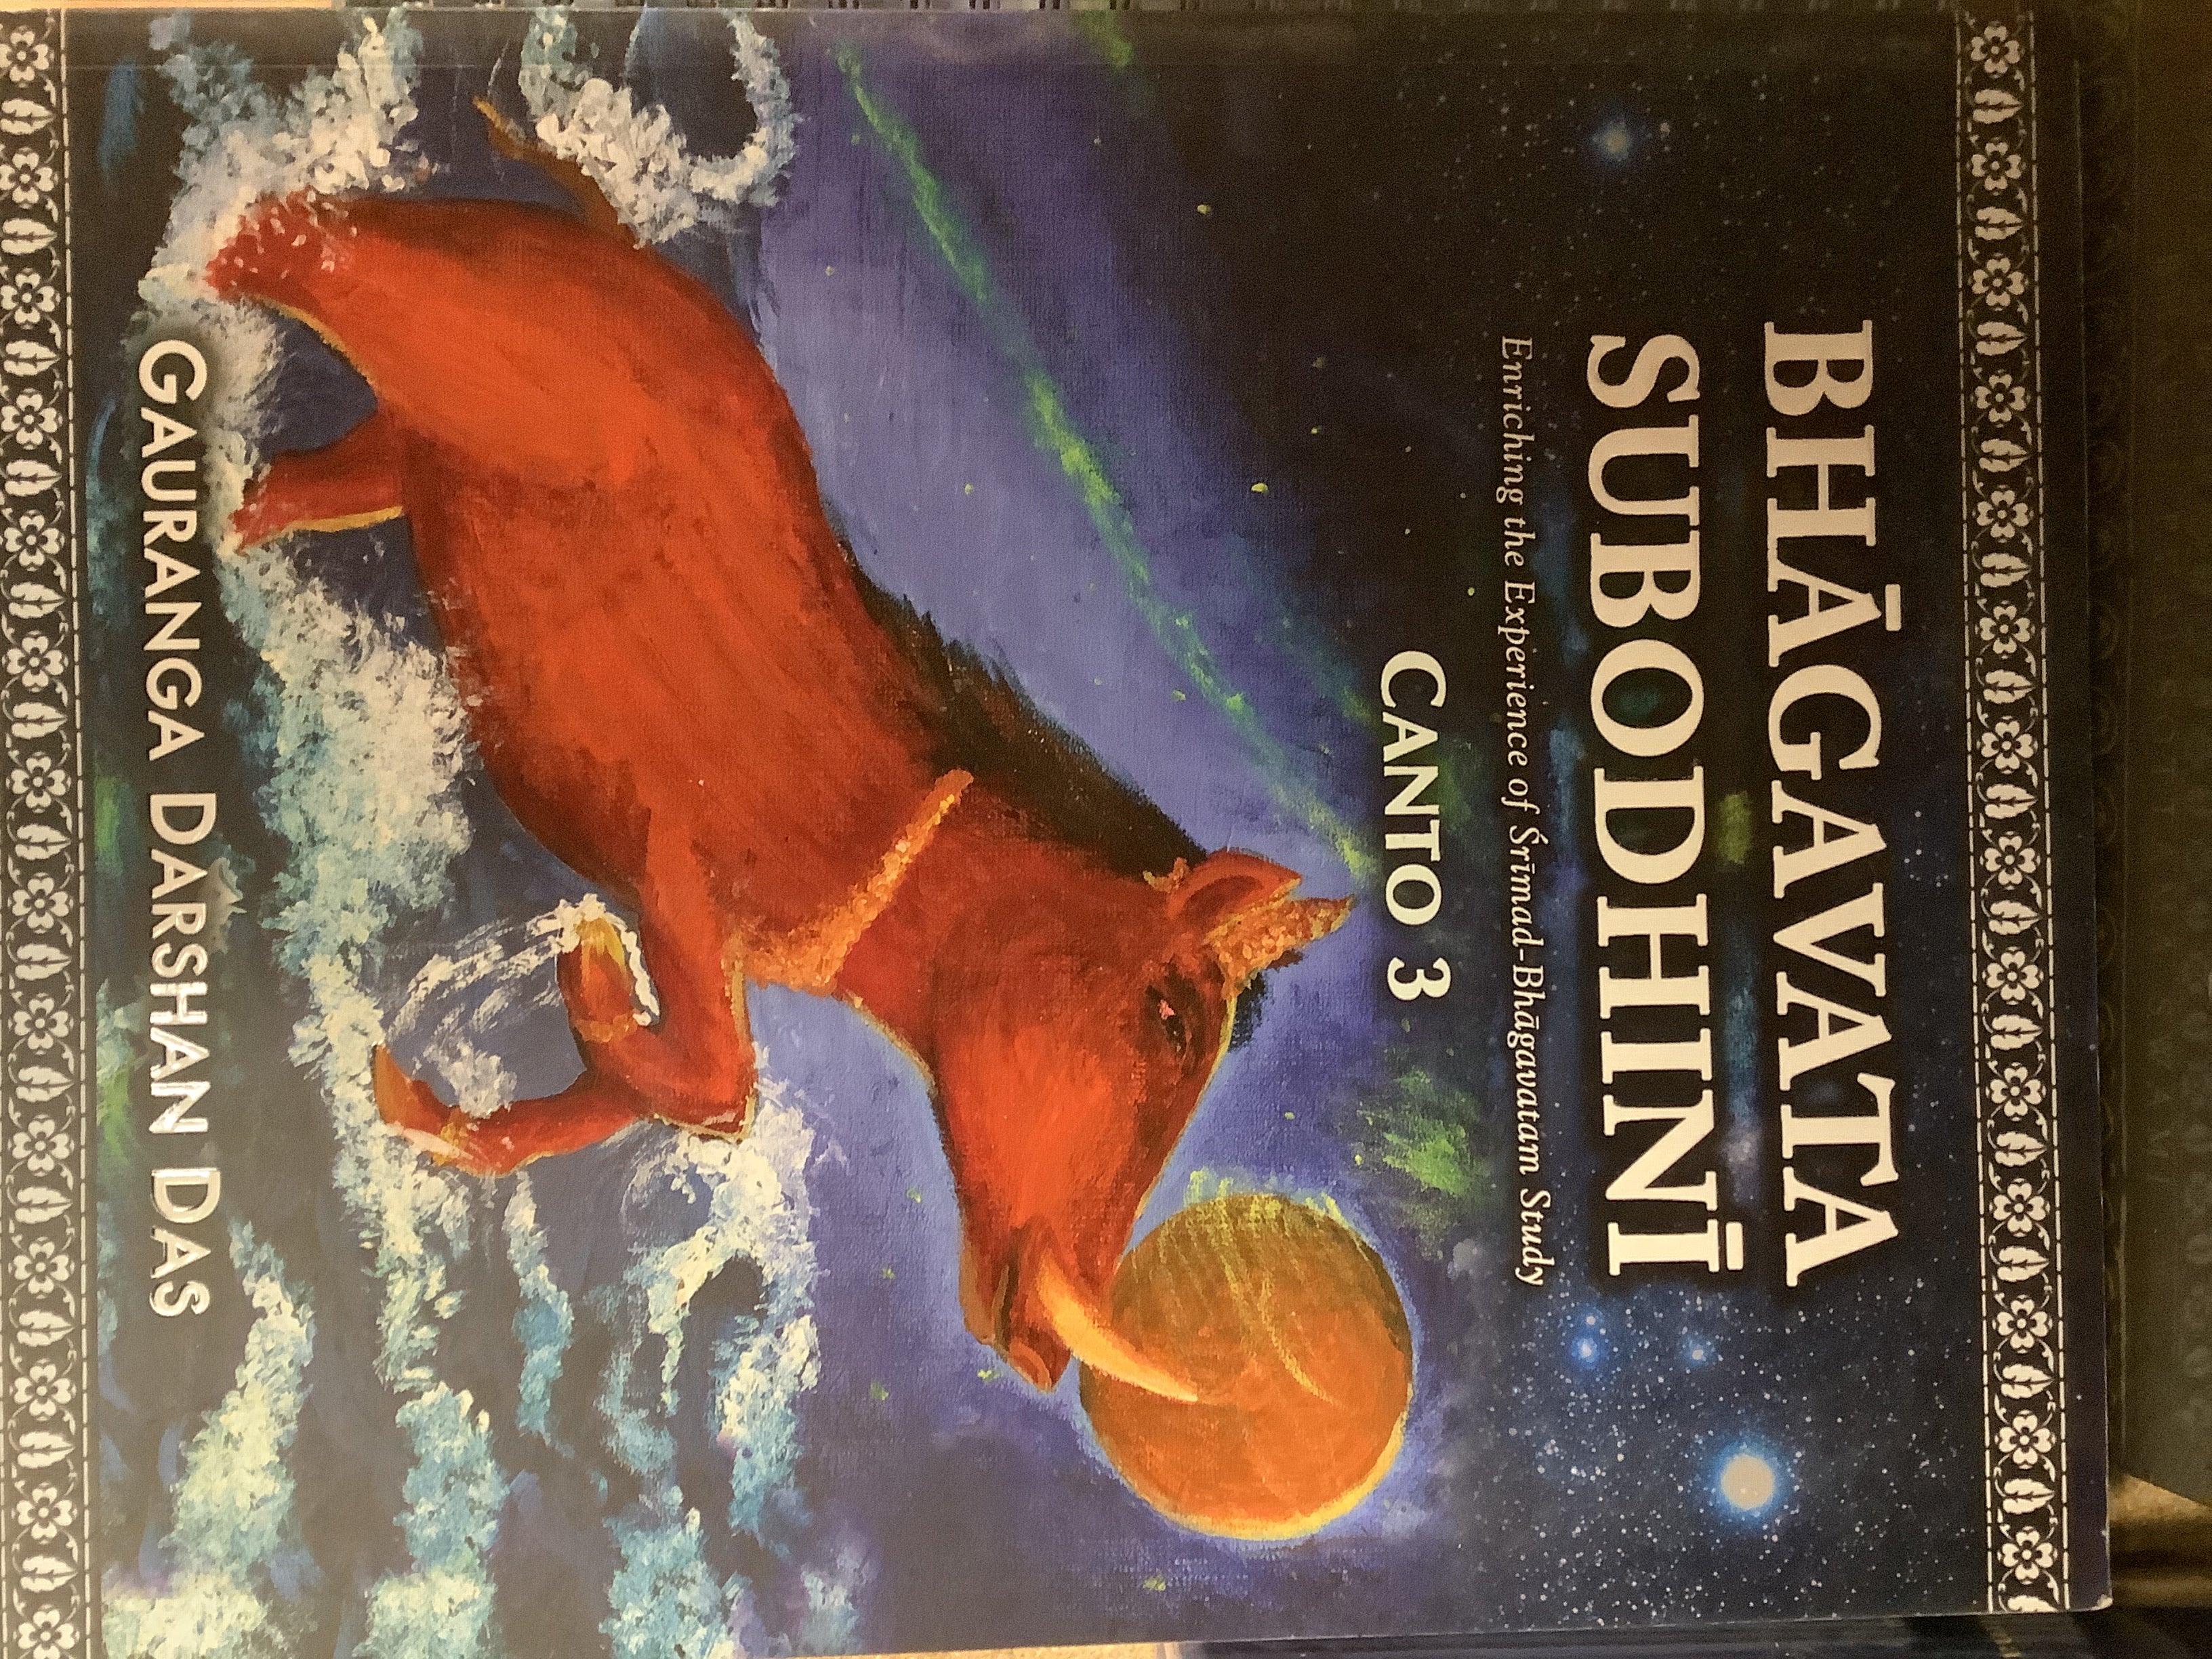 BHĀGAVATA
SUBODHINĪ
Enriching the Experience of Śrīmad-Bhāgavatam Study
CANTO 3
GAURANGA DARSHAN DAS